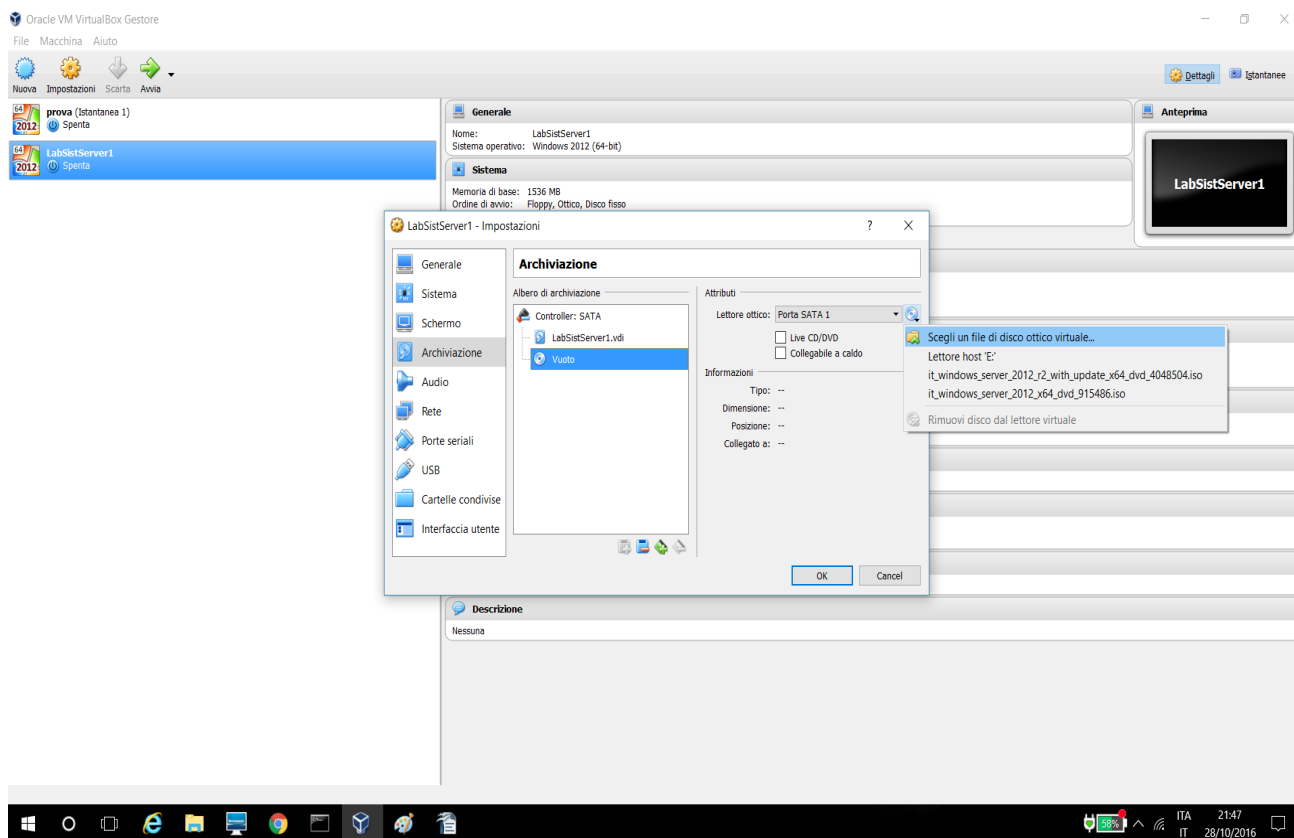 Oracle VM VirtualBox Gestore
File Macchina Aiuto
Nuova Impostazioni Scarta Avvia
Dettagli Istantanee
64 2012 prova (Istantanea 1)
Spenta
64 2012 LabSistServer1
Spenta
Generale
Nome: LabSistServer1
Sistema operativo: Windows 2012 (64-bit)
Sistema
Memoria di base: 1536 MB
Ordine di avvio: Floppy, Ottico, Disco fisso
Anteprima
LabSistServer1
LabSistServer1 - Impostazioni ?
Generale
Sistema
Schermo
Archiviazione
Audio
Rete
Porte seriali
USB
Cartelle condivise
Interfaccia utente
Archiviazione
Albero di archiviazione
Controller: SATA
LabSistServer1.vdi
Vuoto
Attributi
Lettore ottico: Porta SATA 1
Live CD/DVD
Collegabile a caldo
Informazioni
Tipo: --
Dimensione: --
Posizione: --
Collegato a: --
Scegli un file di disco ottico virtuale...
Lettore host 'E:'
it_windows_server_2012_r2_with_update_x64_dvd_4048504.iso
it_windows_server_2012_x64_dvd_915486.iso
Rimuovi disco dal lettore virtuale
OK Cancel
Descrizione
Nessuna
58% ITA 21:47
IT 28/10/2016